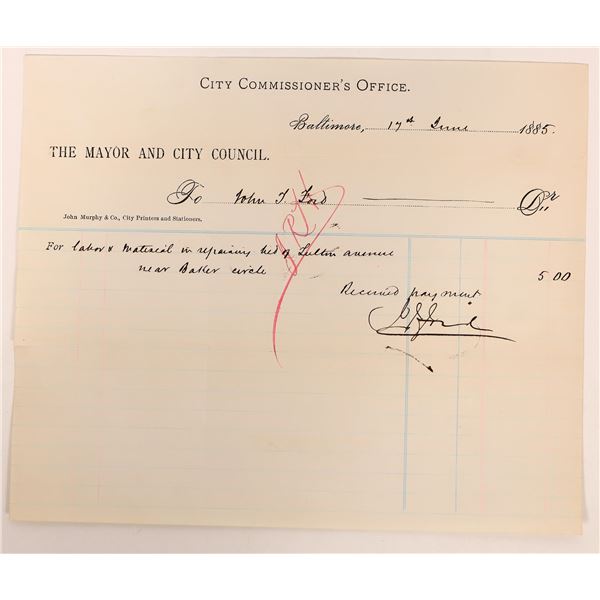 CITY COMMISSIONER'S OFFICE.
Baltimore, 17th June 1885.
THE MAYOR AND CITY COUNCIL.
To John T. Ford Dr
John Murphy & Co., City Printers and Stationers.
For labor & material in repairing bed of Fulton avenue
near Baker circle 5 00
Received payment